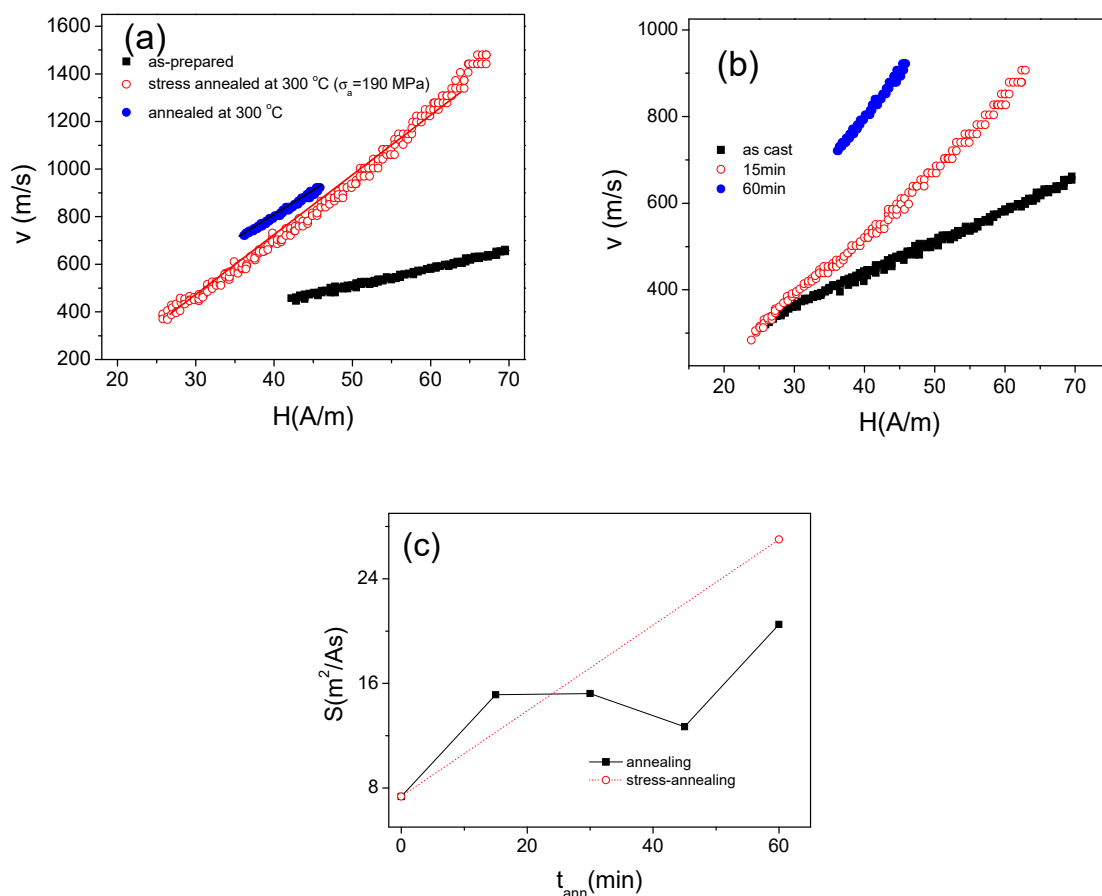 (a)
as-prepared
stress annealed at 300 °C (σₐ=190 MPa)
annealed at 300 °C
1600
1400
1200
1000
800
600
400
200
v (m/s)
20 30 40 50 60 70
H(A/m)
(b)
as cast
15min
60min
1000
800
600
400
v (m/s)
20 30 40 50 60 70
H(A/m)
(c)
24
16
8
S(m²/As)
annealing
stress-annealing
0 20 40 60
t_ann(min)